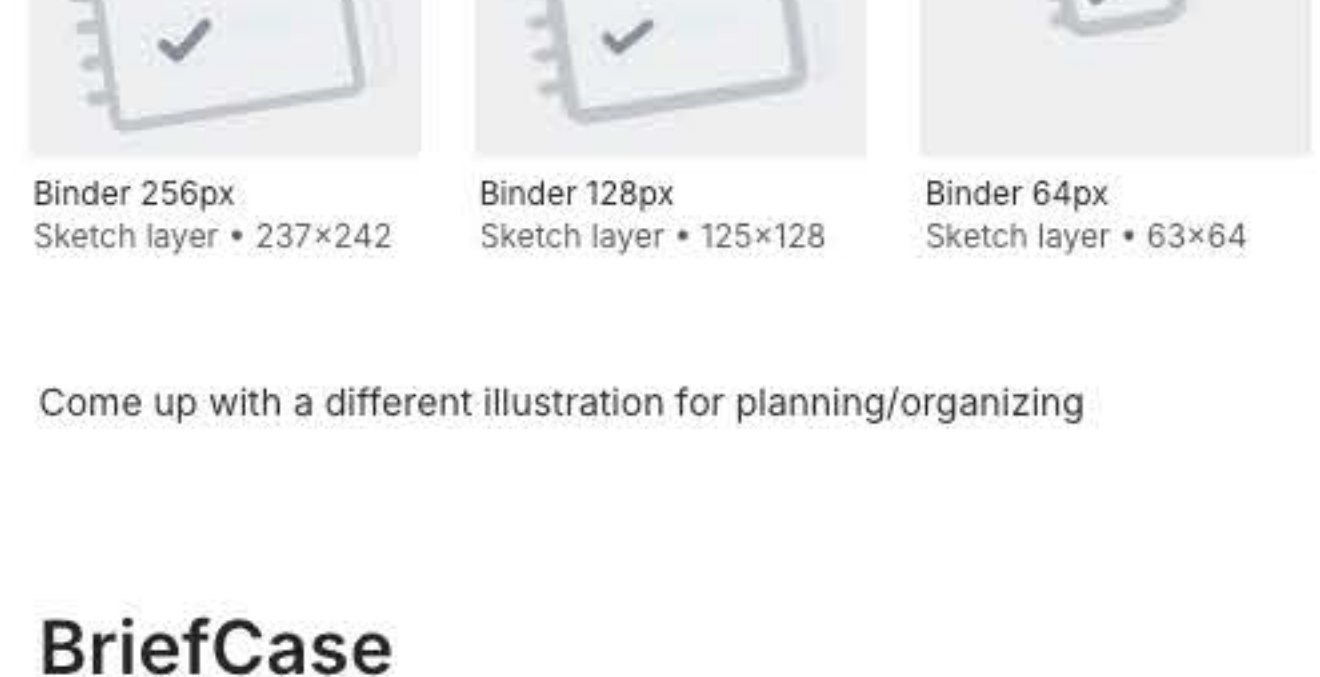 Binder 256px
Sketch layer • 237×242
Binder 128px
Sketch layer • 125×128
Binder 64px
Sketch layer • 63×64
Come up with a different illustration for planning/organizing
BriefCase